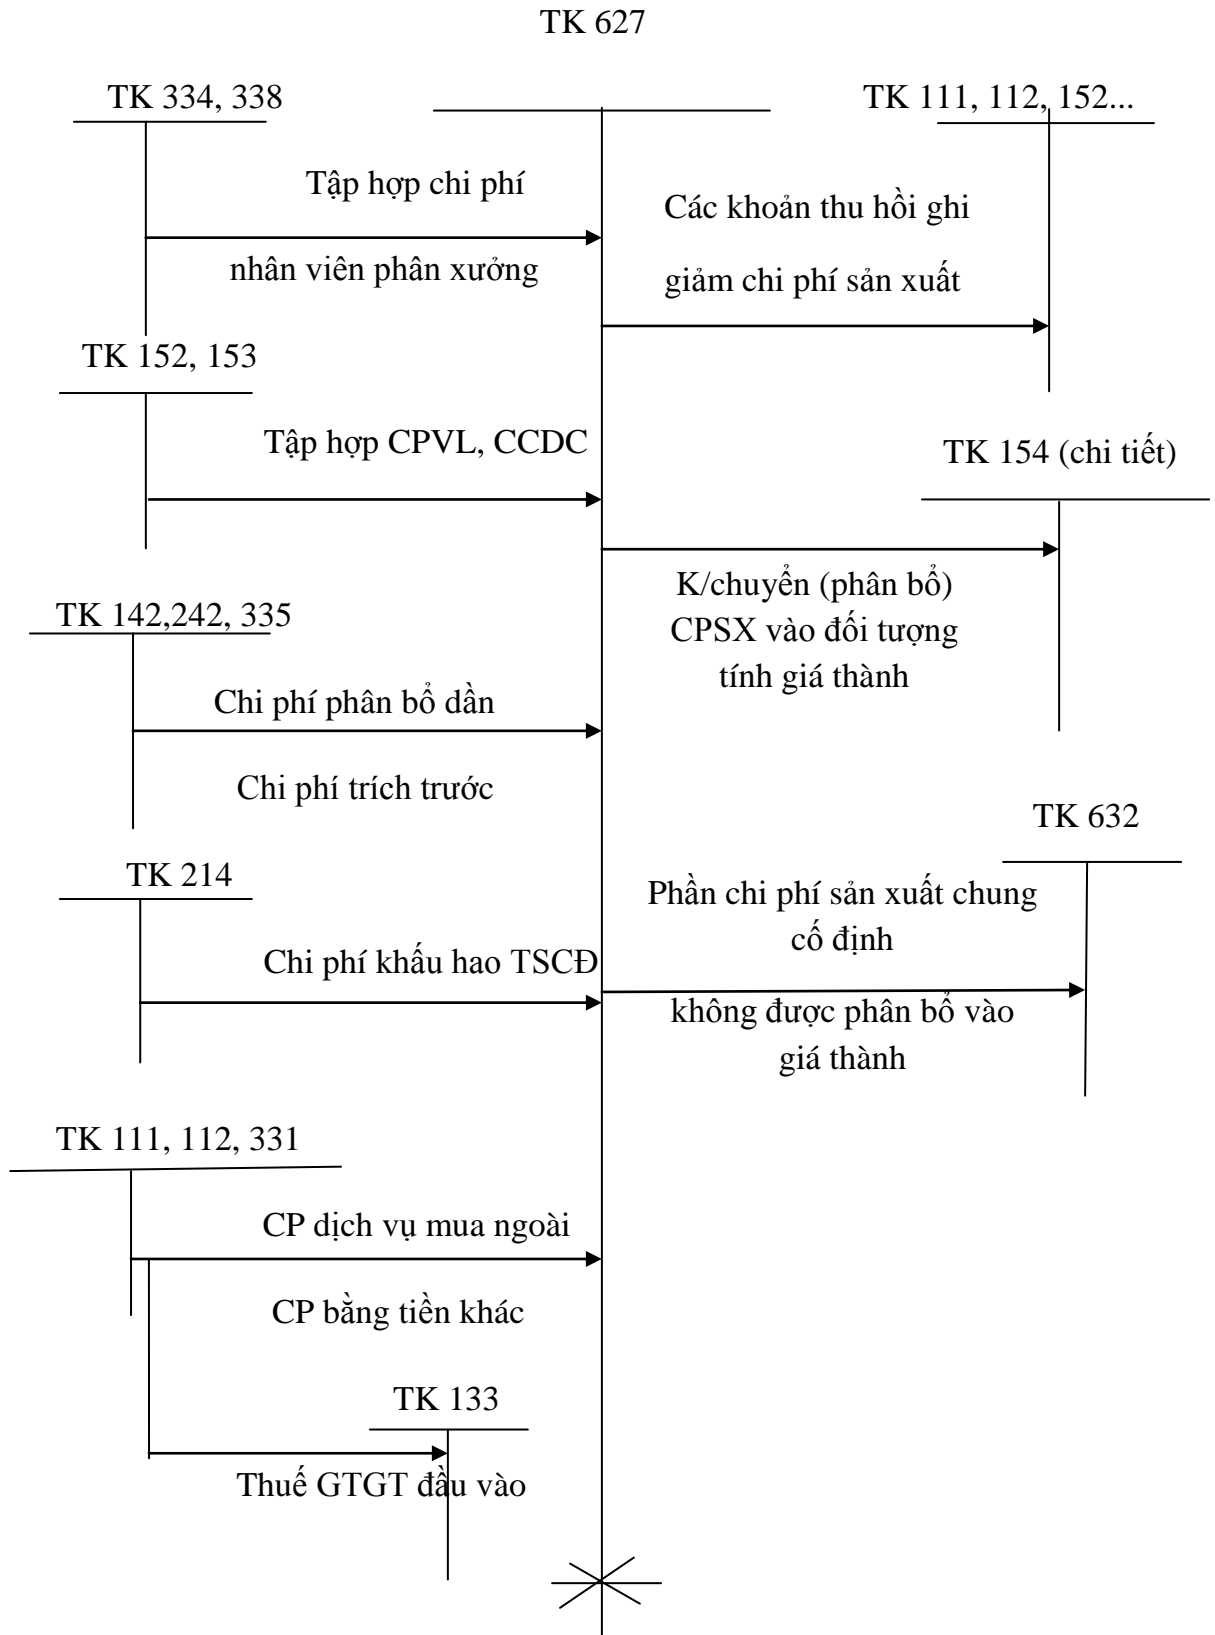 TK 627
TK 334, 338
TK 111, 112, 152...
Tập hợp chi phí
nhân viên phân xưởng
Các khoản thu hồi ghi
giảm chi phí sản xuất
TK 152, 153
Tập hợp CPVL, CCDC
TK 154 (chi tiết)
K/chuyển (phân bổ)
CPSX vào đối tượng
tính giá thành
TK 142,242, 335
Chi phí phân bổ dần
Chi phí trích trước
TK 632
TK 214
Chi phí khấu hao TSCĐ
Phần chi phí sản xuất chung
cố định
không được phân bổ vào
giá thành
TK 111, 112, 331
CP dịch vụ mua ngoài
CP bằng tiền khác
TK 133
Thuế GTGT đầu vào